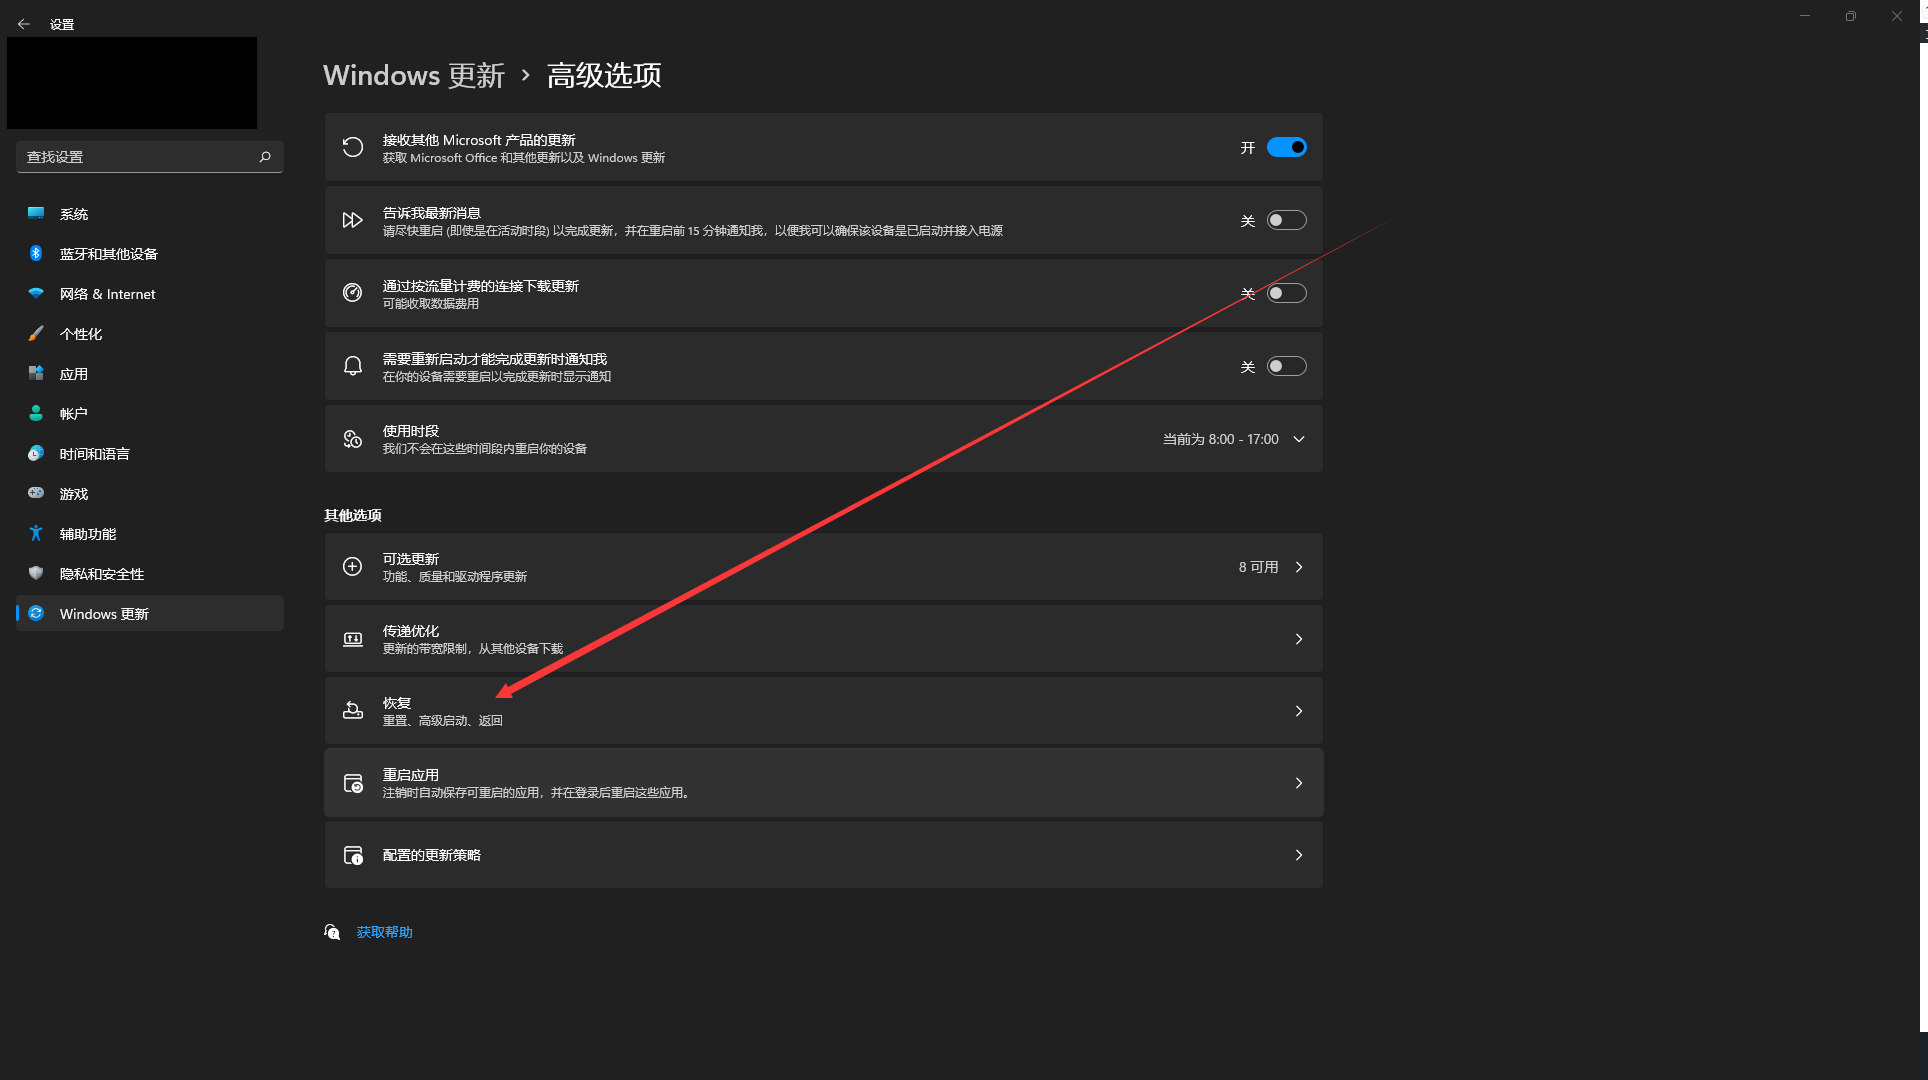 设置
Windows 更新 › 高级选项
查找设置
系统
蓝牙和其他设备
网络 & Internet
个性化
应用
帐户
时间和语言
游戏
辅助功能
隐私和安全性
Windows 更新
接收其他 Microsoft 产品的更新
获取 Microsoft Office 和其他更新以及 Windows 更新
开
告诉我最新消息
请尽快重启 (即使是在活动时段) 以完成更新，并在重启前 15 分钟通知我，以便我可以确保该设备是已启动并接入电源
关
通过按流量计费的连接下载更新
可能收取数据费用
关
需要重新启动才能完成更新时通知我
在你的设备需要重启以完成更新时显示通知
关
使用时段
我们不会在这些时间段内重启你的设备
当前为 8:00 - 17:00
其他选项
可选更新
功能、质量和驱动程序更新
8 可用
传递优化
更新的带宽限制，从其他设备下载
恢复
重置、高级启动、返回
重启应用
注销时自动保存可重启的应用，并在登录后重启这些应用。
配置的更新策略
获取帮助